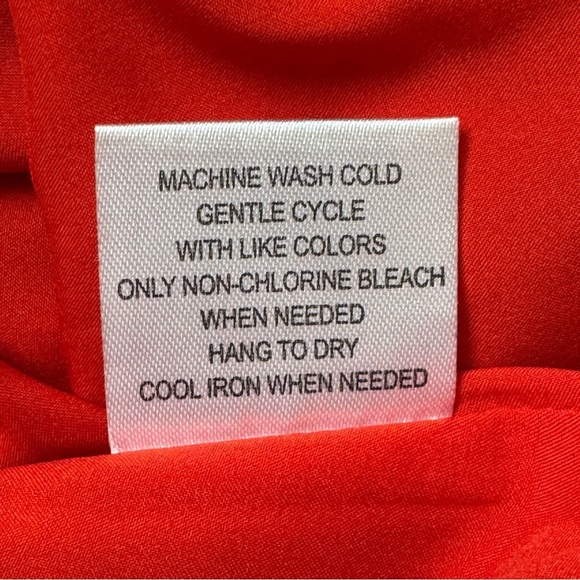 MACHINE WASH COLD
GENTLE CYCLE
WITH LIKE COLORS
ONLY NON-CHLORINE BLEACH
WHEN NEEDED
HANG TO DRY
COOL IRON WHEN NEEDED